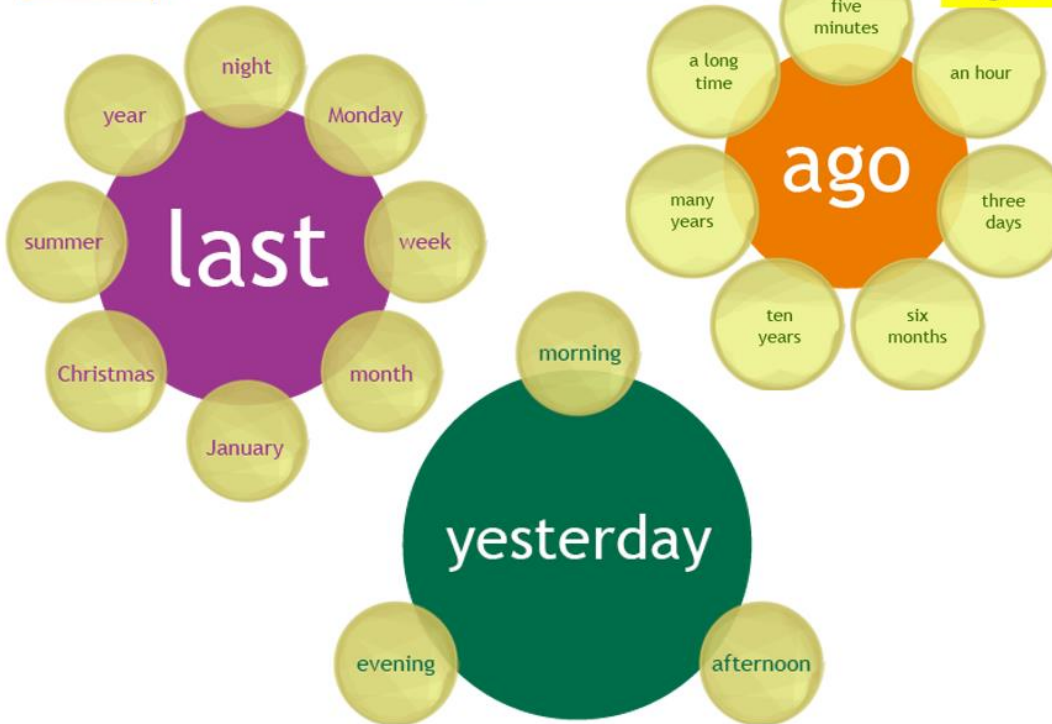 last
night
Monday
week
month
January
Christmas
summer
year
ago
five
minutes
an hour
three
days
six
months
ten
years
many
years
a long
time
yesterday
morning
afternoon
evening